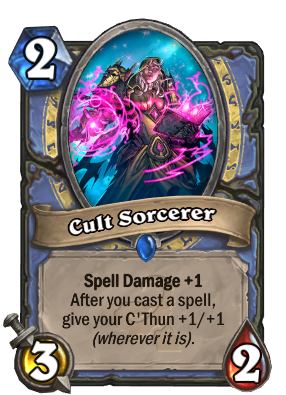 2
Cult Sorcerer
Spell Damage +1
After you cast a spell,
give your C'Thun +1/+1
(wherever it is).
3
2